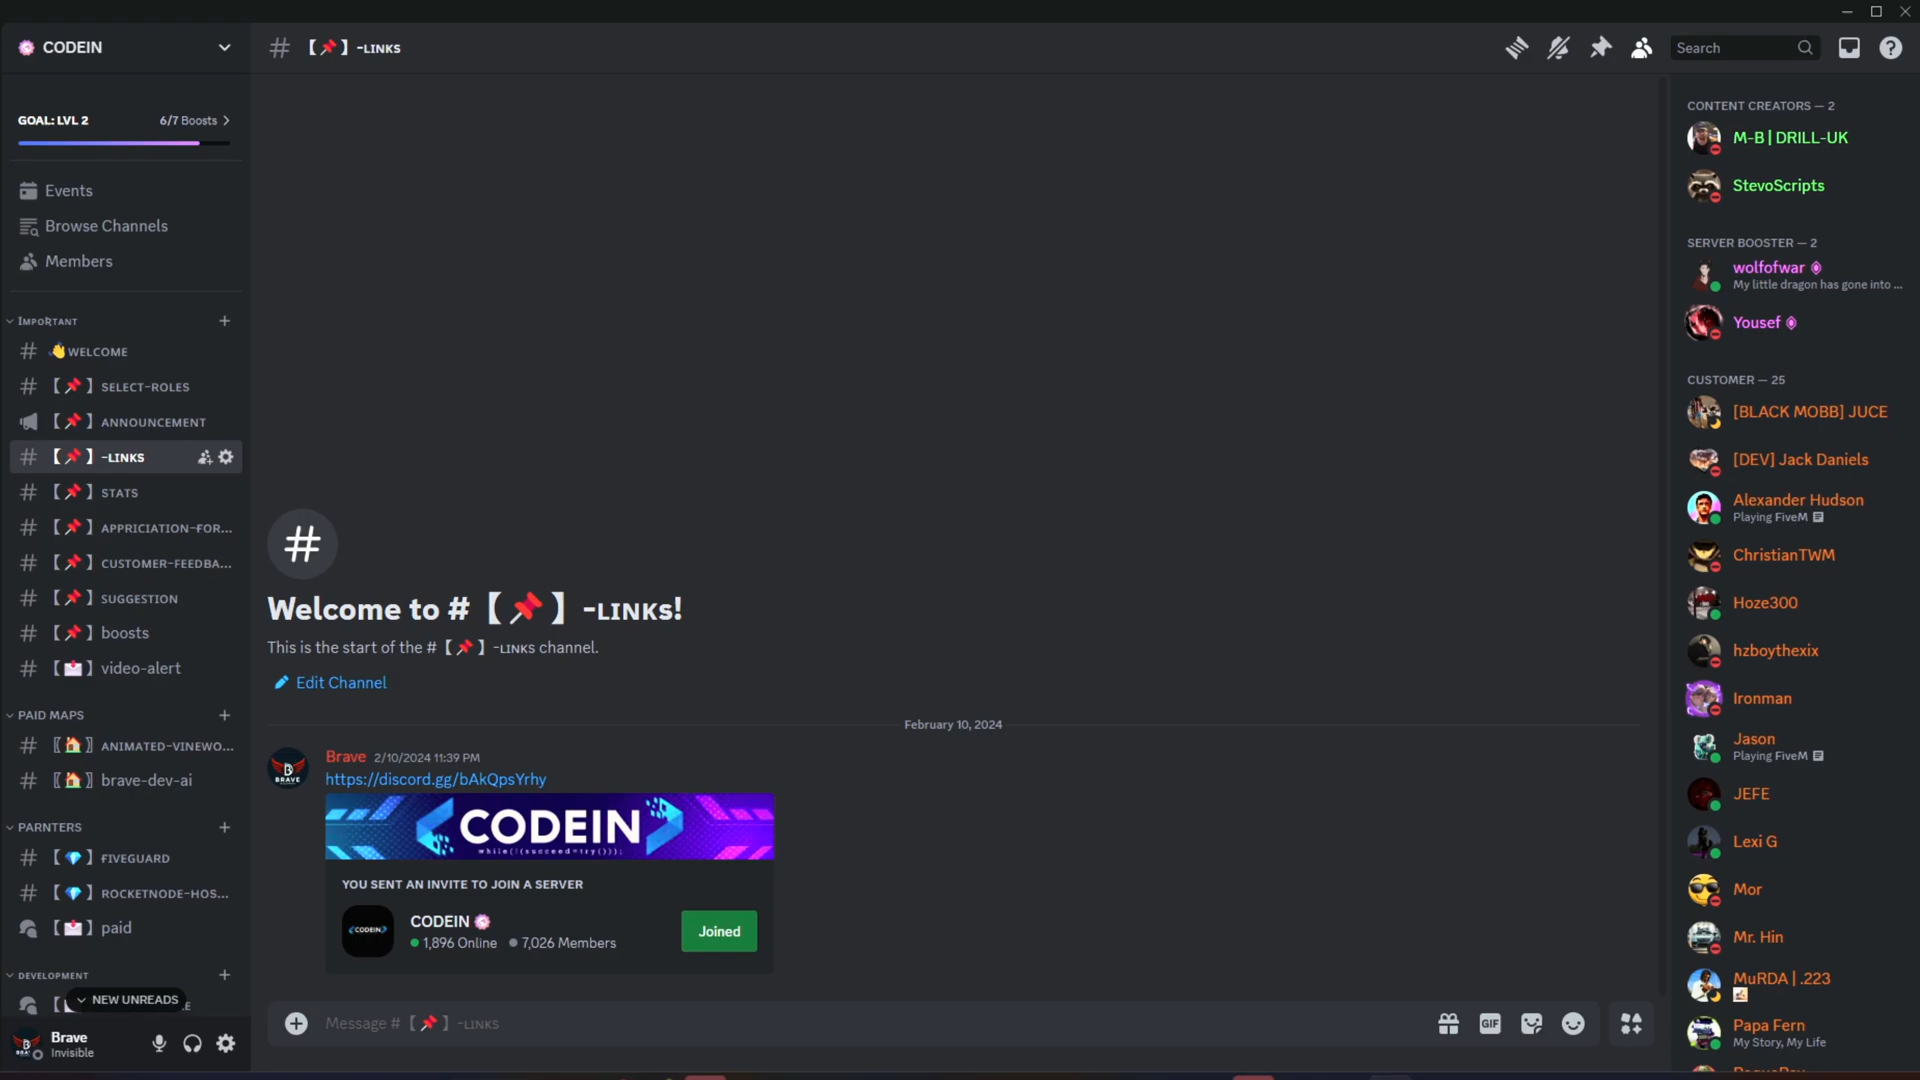 CODEIN
GOAL: LVL 2
6/7 Boosts
Events
Browse Channels
Members
IMPORTANT
👋WELCOME
【📌】SELECT-ROLES
【📌】ANNOUNCEMENT
【📌】-LINKS
【📌】STATS
【📌】APPRICIATION-FOR...
【📌】CUSTOMER-FEEDBA...
【📌】SUGGESTION
【📌】boosts
【📩】video-alert
PAID MAPS
〖🏠〗ANIMATED-VINEWO...
〖🏠〗brave-dev-ai
PARNTERS
【💎】FIVEGUARD
【💎】ROCKETNODE-HOS...
【📩】paid
DEVELOPMENT
NEW UNREADS
Brave
Invisible
# 【📌】-LINKS
Search
Welcome to #【📌】-LINKS!
This is the start of the #【📌】-LINKS channel.
Edit Channel
February 10, 2024
Brave 2/10/2024 11:39 PM
https://discord.gg/bAkQpsYrhy
CODEIN
while(!(succeed=try()));
YOU SENT AN INVITE TO JOIN A SERVER
CODEIN
CODEIN
1,896 Online 7,026 Members
Joined
Message #【📌】-LINKS
GIF
CONTENT CREATORS — 2
M-B | DRILL-UK
StevoScripts
SERVER BOOSTER — 2
wolfofwar
My little dragon has gone into ...
Yousef
CUSTOMER — 25
[BLACK MOBB] JUCE
[DEV] Jack Daniels
Alexander Hudson
Playing FiveM
ChristianTWM
Hoze300
hzboythexix
Ironman
Jason
Playing FiveM
JEFE
Lexi G
Mor
Mr. Hin
MuRDA | .223
Papa Fern
My Story, My Life